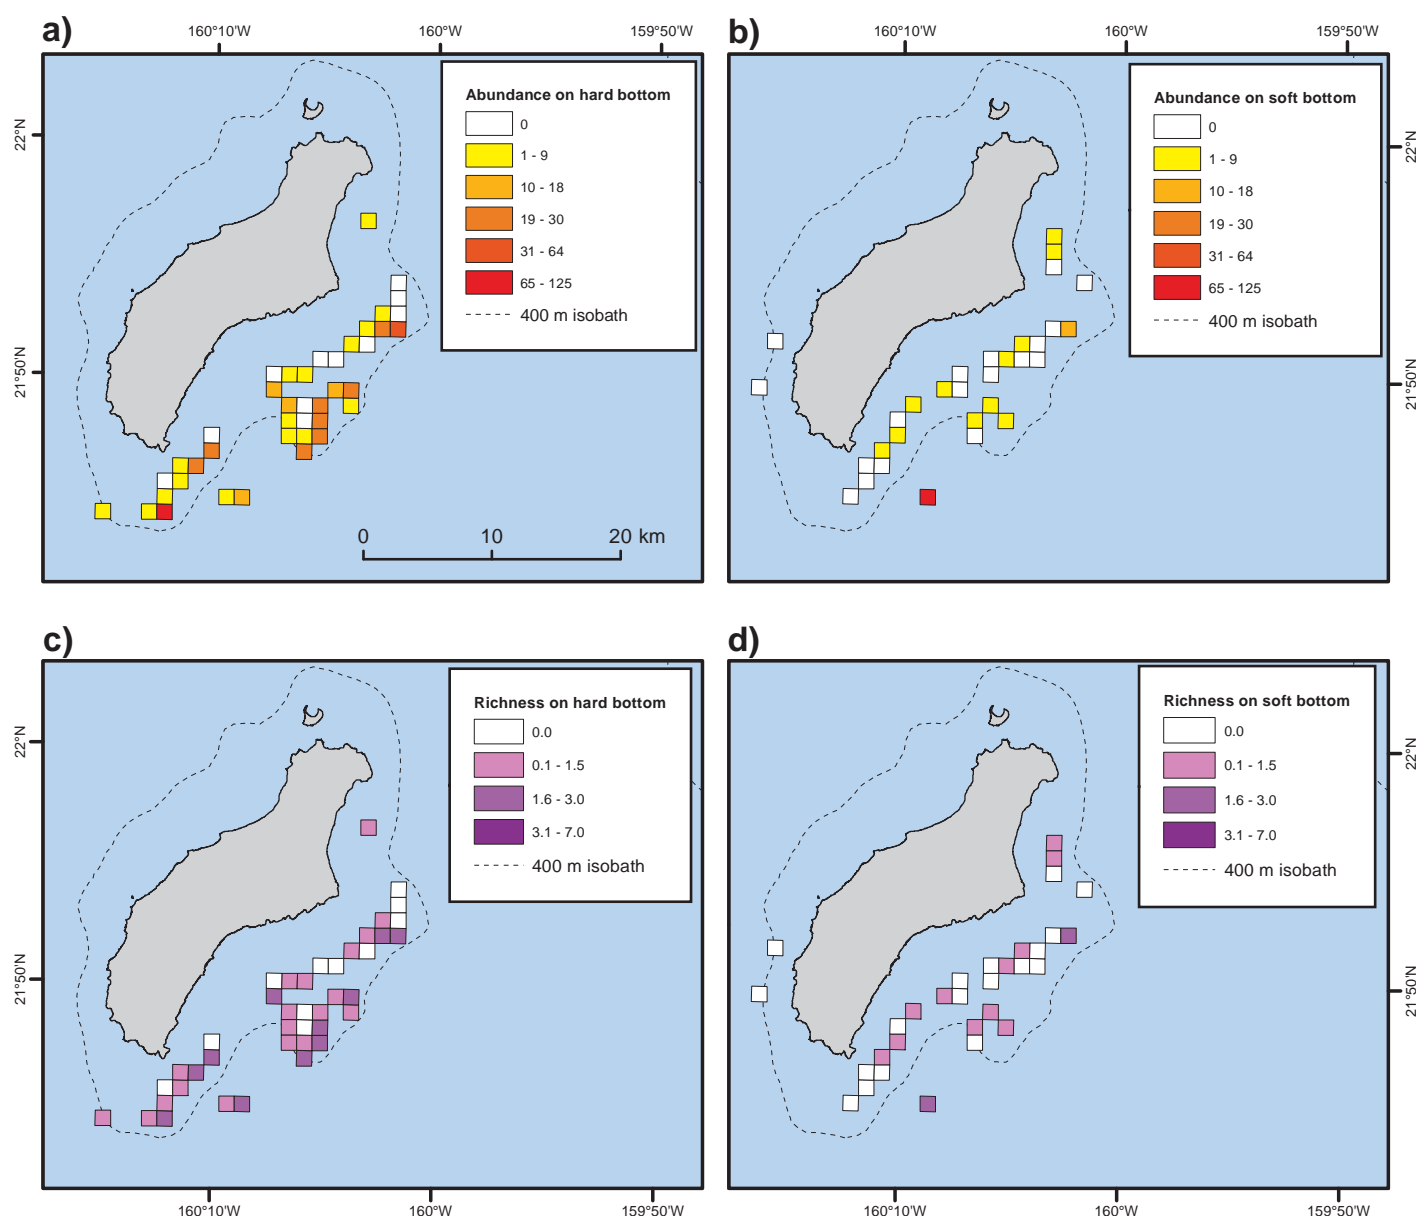 a)
160°10'W
160°W
159°50'W
22°N
21°50'N
Abundance on hard bottom
0
1 - 9
10 - 18
19 - 30
31 - 64
65 - 125
400 m isobath
0
10
20 km
b)
160°10'W
160°W
159°50'W
22°N
21°50'N
Abundance on soft bottom
0
1 - 9
10 - 18
19 - 30
31 - 64
65 - 125
400 m isobath
c)
22°N
21°50'N
Richness on hard bottom
0.0
0.1 - 1.5
1.6 - 3.0
3.1 - 7.0
400 m isobath
160°10'W
160°W
159°50'W
d)
22°N
21°50'N
Richness on soft bottom
0.0
0.1 - 1.5
1.6 - 3.0
3.1 - 7.0
400 m isobath
160°10'W
160°W
159°50'W